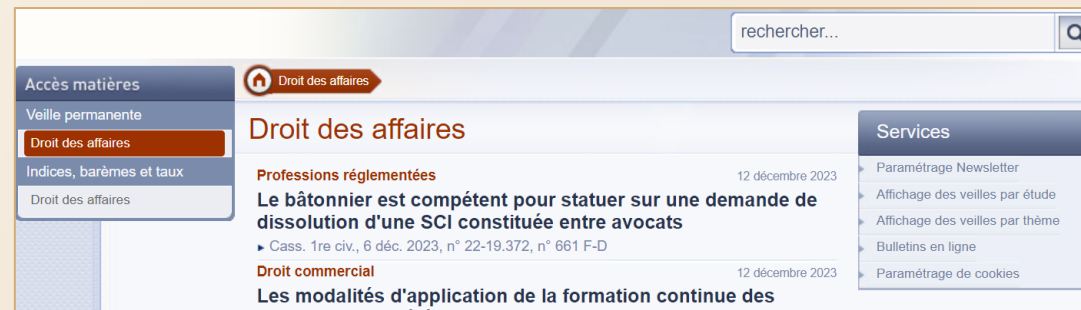 rechercher...
Accès matières
Veille permanente
Droit des affaires
Indices, barèmes et taux
Droit des affaires
Droit des affaires
Droit des affaires
Professions réglementées 12 décembre 2023
Le bâtonnier est compétent pour statuer sur une demande de
dissolution d'une SCI constituée entre avocats
Cass. 1re civ., 6 déc. 2023, n° 22-19.372, n° 661 F-D
Droit commercial 12 décembre 2023
Les modalités d'application de la formation continue des
Services
Paramétrage Newsletter
Affichage des veilles par étude
Affichage des veilles par thème
Bulletins en ligne
Paramétrage de cookies